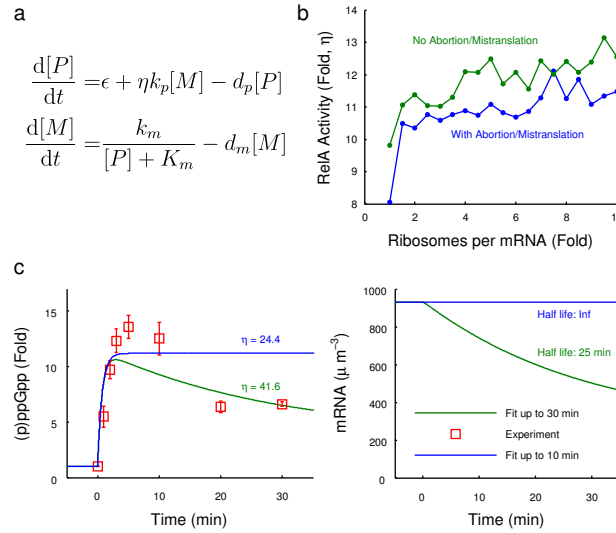 a
d[P]/dt = ϵ + ηk_p[M] − d_p[P]
d[M]/dt = k_m/([P] + K_m) − d_m[M]
b
RelA Activity (Fold, η)
14
13
12
11
10
9
8
No Abortion/Mistranslation
With Abortion/Mistranslation
0 2 4 6 8 10
Ribosomes per mRNA (Fold)
c
(p)ppGpp (Fold)
15
10
5
0
η = 24.4
η = 41.6
0 10 20 30
Time (min)
mRNA (μ m⁻³)
1000
800
600
400
200
0
Half life: Inf
Half life: 25 min
Fit up to 30 min
Experiment
Fit up to 10 min
0 10 20 30
Time (min)